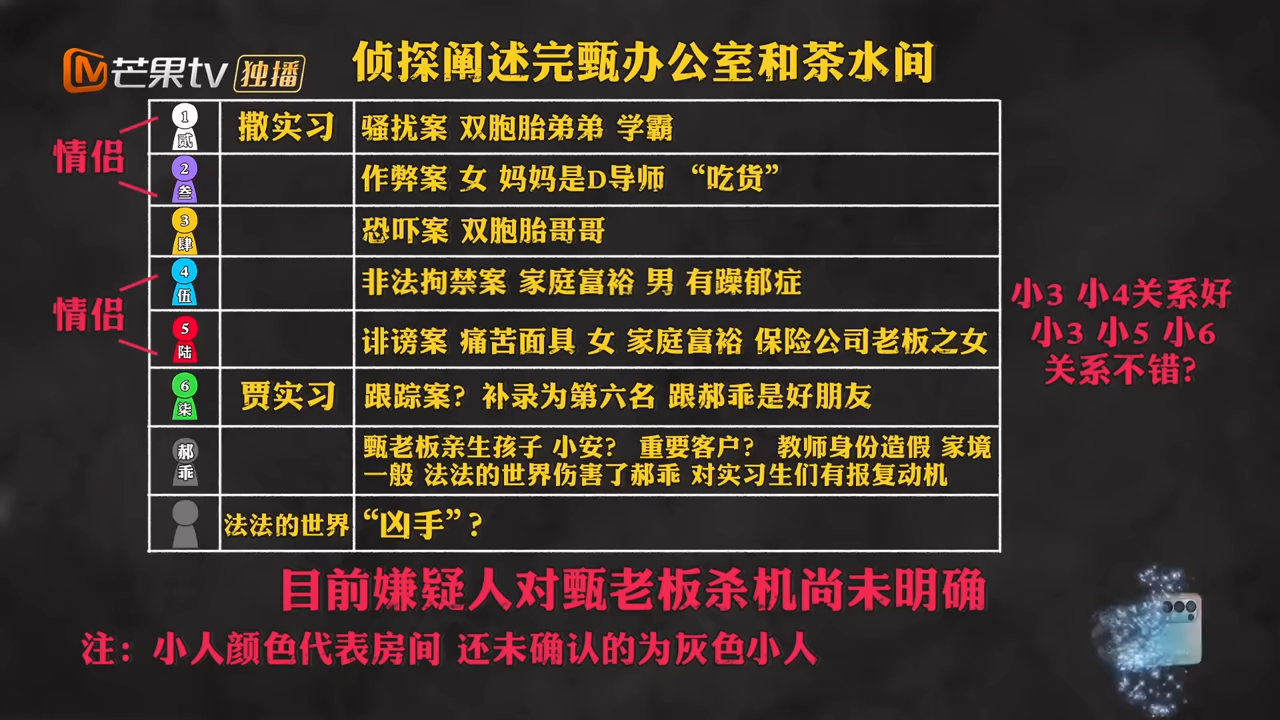 芒果tv 独播
侦探阐述完甄办公室和茶水间
情侣
1 贰 撒实习 骚扰案 双胞胎弟弟 学霸
2 叁 作弊案 女 妈妈是D导师 “吃货”
3 肆 恐吓案 双胞胎哥哥
情侣
4 伍 非法拘禁案 家庭富裕 男 有躁郁症
5 陆 诽谤案 痛苦面具 女 家庭富裕 保险公司老板之女
6 柒 贾实习 跟踪案？补录为第六名 跟郝乖是好朋友
郝乖 甄老板亲生孩子 小安？ 重要客户？ 教师身份造假 家境
一般 法法的世界伤害了郝乖 对实习生们有报复动机
法法的世界 “凶手”？
小3 小4关系好
小3 小5 小6
关系不错?
目前嫌疑人对甄老板杀机尚未明确
注：小人颜色代表房间 还未确认的为灰色小人